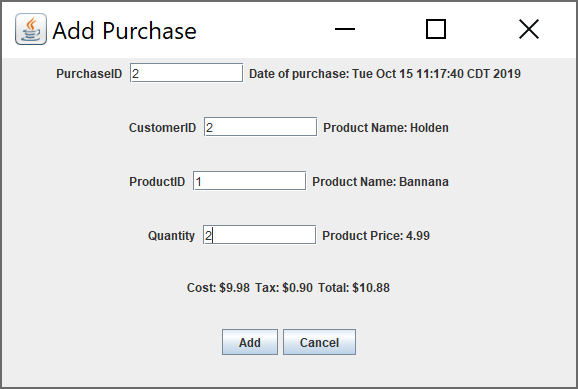 Add Purchase
PurchaseID 2 Date of purchase: Tue Oct 15 11:17:40 CDT 2019
CustomerID 2 Product Name: Holden
ProductID 1 Product Name: Bannana
Quantity 2 Product Price: 4.99
Cost: $9.98 Tax: $0.90 Total: $10.88
Add Cancel